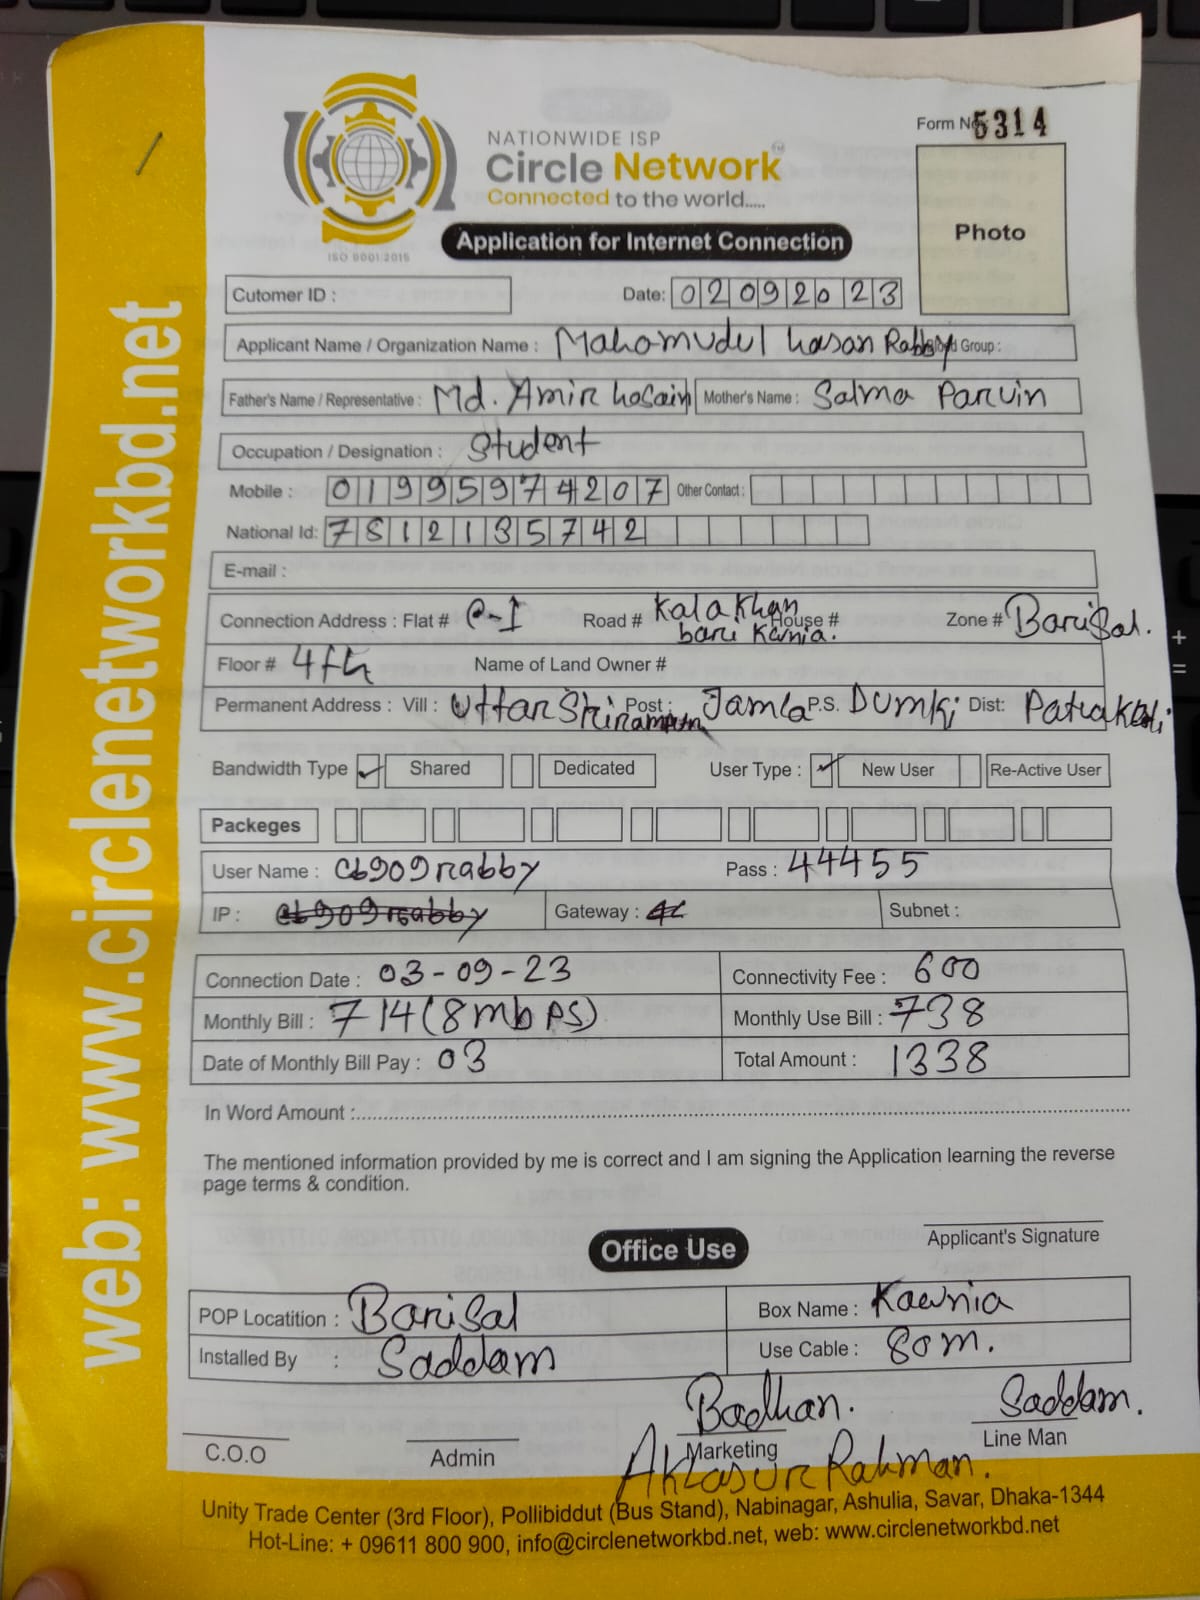 web: www.circlenetworkbd.net
NATIONWIDE ISP
Circle Network TM
Connected to the world.....
ISO 9001:2015
Form No 5314
Photo
Application for Internet Connection
Cutomer ID :
Date: 02092023
Applicant Name / Organization Name : Mahamudul hasan Rabby Blood Group :
Father's Name / Representative : Md. Amir hosain Mother's Name : Salma Parvin
Occupation / Designation : Student
Mobile : 01995974207 Other Contact :
National Id: 7812135742
E-mail :
Connection Address : Flat # C-I Road # Kala Khan bari Kawnia. House # Zone # Barisal.
Floor # 4th Name of Land Owner #
Permanent Address : Vill : Uttar Shirampur Post : Jamla P.S. Dumki Dist: Patuakhali
Bandwidth Type ✓ Shared Dedicated User Type : ✓ New User Re-Active User
Packeges
User Name : cb909rabby Pass : 44455
IP : cb909rabby Gateway : Subnet :
Connection Date : 03-09-23 Connectivity Fee : 600
Monthly Bill : 714(8mbps) Monthly Use Bill : 738
Date of Monthly Bill Pay : 03 Total Amount : 1338
In Word Amount :
The mentioned information provided by me is correct and I am signing the Application learning the reverse
page terms & condition.
Applicant's Signature
Office Use
POP Locatition : Barisal Box Name : Kawnia
Installed By : Saddam Use Cable : 80m.
Badhan. Saddam.
C.O.O Admin Marketing Line Man
Aklasur Rahman.
Unity Trade Center (3rd Floor), Pollibiddut (Bus Stand), Nabinagar, Ashulia, Savar, Dhaka-1344
Hot-Line: + 09611 800 900, info@circlenetworkbd.net, web: www.circlenetworkbd.net